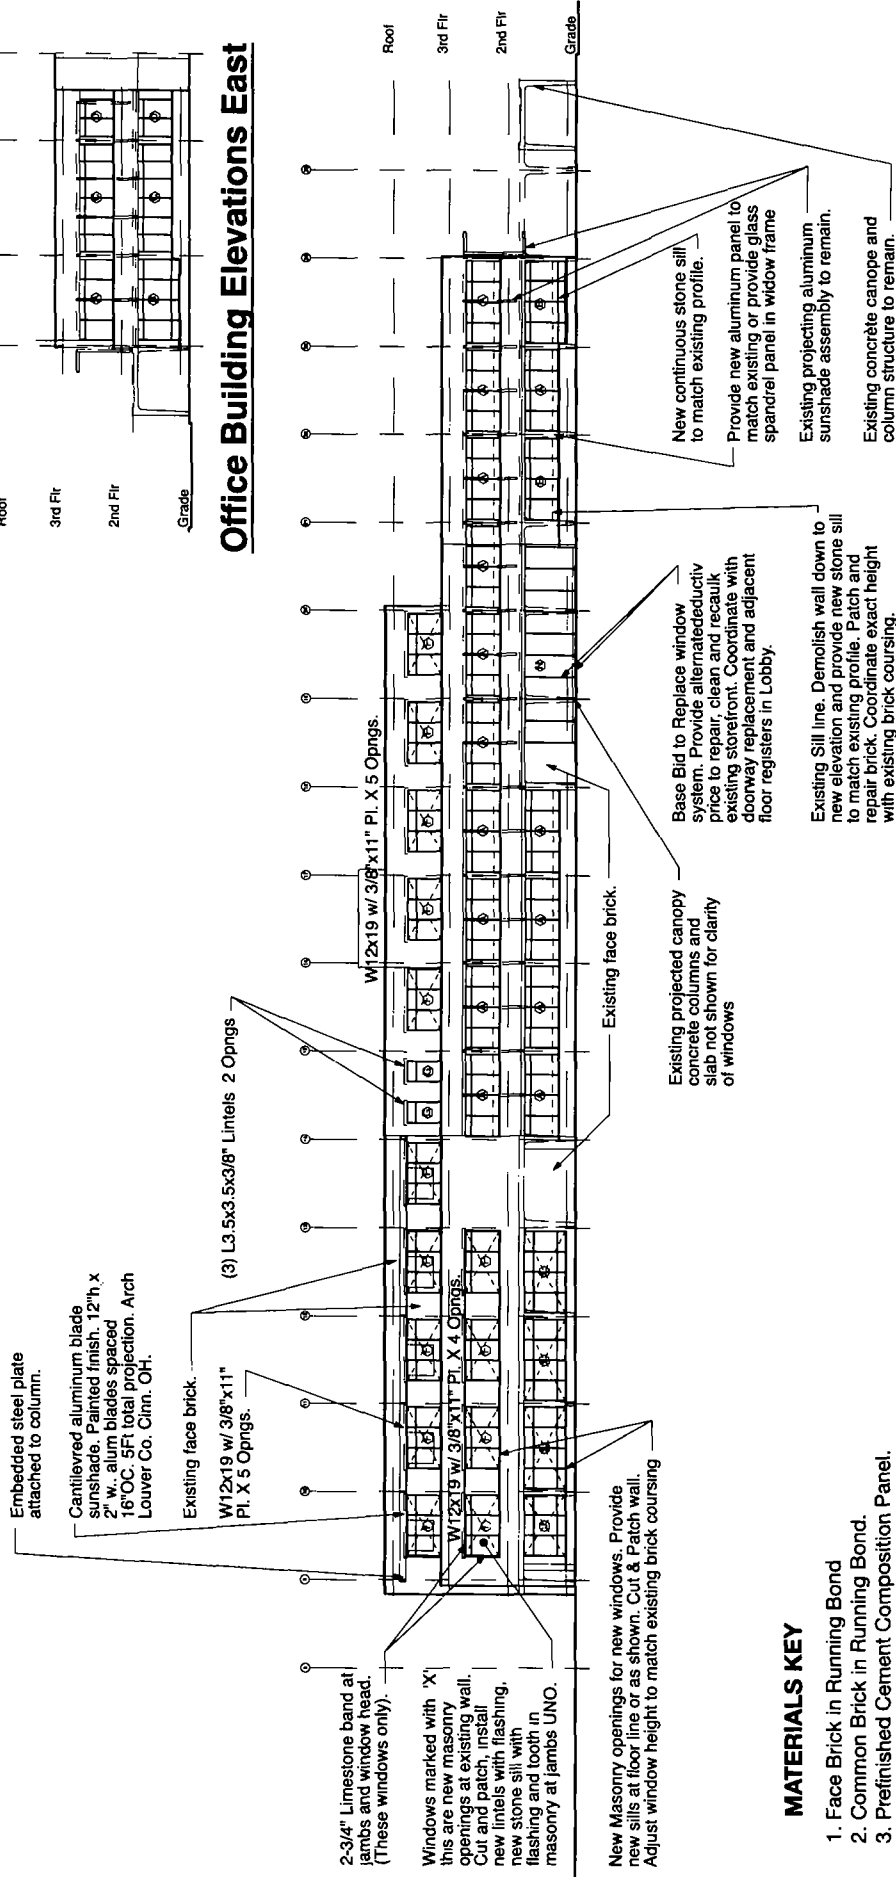 Roof
3rd Flr
2nd Flr
Grade
Office Building Elevations East
Roof
3rd Flr
2nd Flr
Grade
Embedded steel plate
attached to column.
Cantilevred aluminum blade
sunshade. Painted finish. 12"h x
2" w.. alum blades spaced
16"OC. 5Ft total projection. Arch
Louver Co. Cinn. OH.
Existing face brick.
W12x19 w/ 3/8"x11"
Pl. X 5 Opngs.
(3) L3.5x3.5x3/8" Lintels 2 Opngs
W12x19 w/ 3/8"x11" Pl. X 5 Opngs.
W12x19 w/ 3/8"x11" Pl. X 4 Opngs.
2-3/4" Limestone band at
jambs and window head.
(These windows only).
Windows marked with 'X'
this are new masonry
openings at existing wall.
Cut and patch, install
new lintels with flashing,
new stone sill with
flashing and tooth in
masonry at jambs UNO.
New Masonry openings for new windows. Provide
new sills at floor line or as shown. Cut & Patch wall.
Adjust window height to match existing brick coursing
Existing face brick.
Existing projected canopy
concrete columns and
slab not shown for clarity
of windows
Base Bid to Replace window
system. Provide alternatedeductiv
price to repair, clean and recaulk
existing storefront. Coordinate with
doorway replacement and adjacent
floor registers in Lobby.
Existing Sill line. Demolish wall down to
new elevation and provide new stone sill
to match existing profile. Patch and
repair brick. Coordinate exact height
with existing brick coursing.
New continuous stone sill
to match existing profile.
Provide new aluminum panel to
match existing or provide glass
spandrel panel in widow frame
Existing projecting aluminum
sunshade assembly to remain.
Existing concrete canope and
column structure to remain.
MATERIALS KEY
1. Face Brick in Running Bond
2. Common Brick in Running Bond.
3. Prefinished Cement Composition Panel.